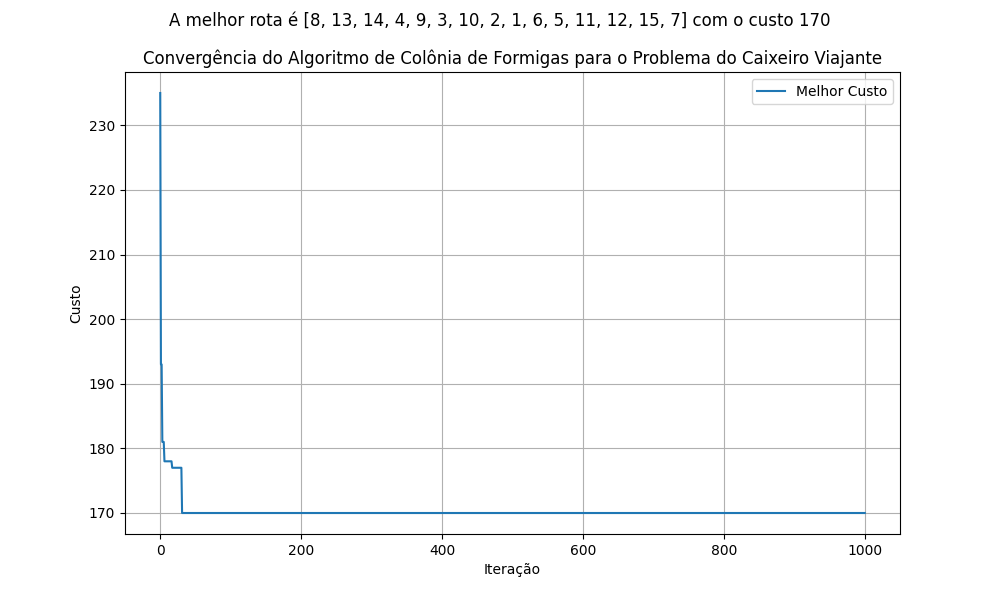 A melhor rota é [8, 13, 14, 4, 9, 3, 10, 2, 1, 6, 5, 11, 12, 15, 7] com o custo 170
Convergência do Algoritmo de Colônia de Formigas para o Problema do Caixeiro Viajante
Melhor Custo
230
220
210
200
190
180
170
Custo
0 200 400 600 800 1000
Iteração